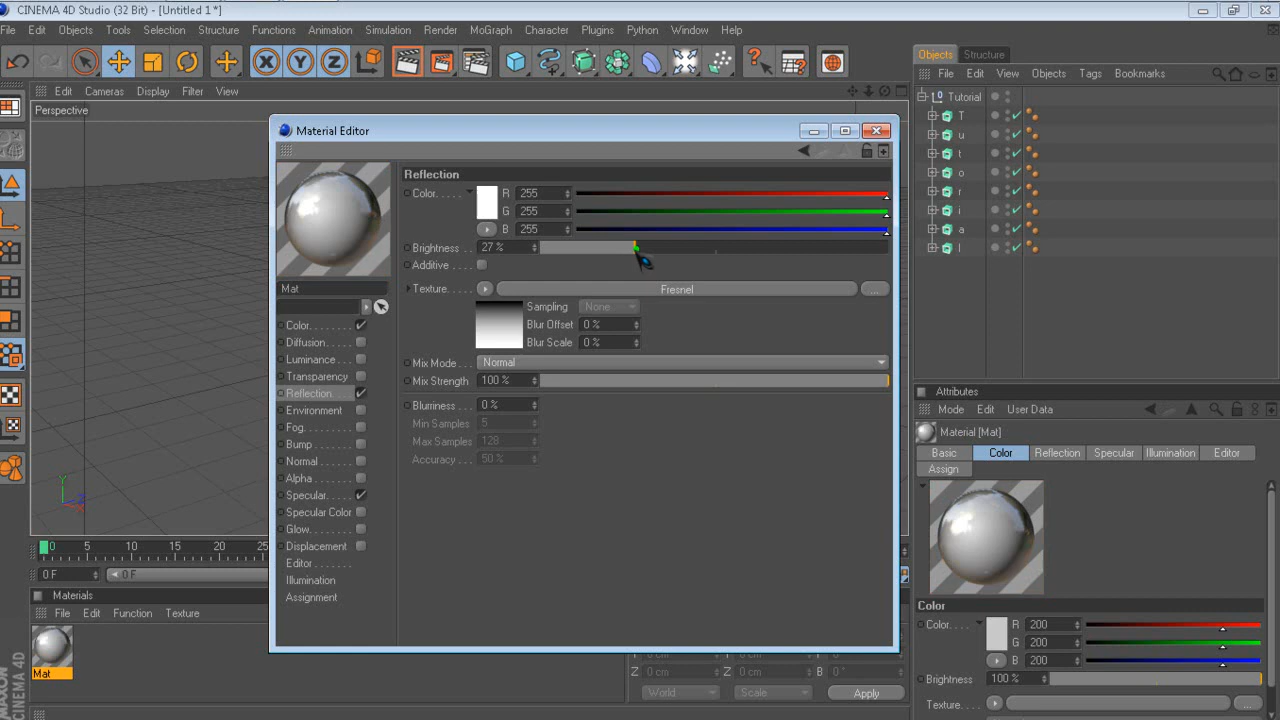 CINEMA 4D Studio (32 Bit) - [Untitled 1 *]
File Edit Objects Tools Selection Structure Functions Animation Simulation Render MoGraph Character Plugins Python Window Help
Edit Cameras Display Filter View
Perspective
Objects Structure
File Edit View Objects Tags Bookmarks
Tutorial
T
u
t
o
r
i
a
l
Material Editor
Reflection
Color. . . . . R 255
G 255
B 255
Brightness . . 27 %
Additive
Texture. . . . . Fresnel ...
Sampling None
Blur Offset 0 %
Blur Scale 0 %
Mix Mode. . . Normal
Mix Strength 100 %
Blurriness . . . 0 %
Min Samples 5
Max Samples 128
Accuracy . . . 50 %
Mat
Color. . . . . . .
Diffusion. . . .
Luminance. . .
Transparency
Reflection. . .
Environment
Fog. . . . . . . .
Bump . . . . . .
Normal . . . . .
Alpha . . . . . .
Specular. . . . .
Specular Color
Glow. . . . . . .
Displacement
Editor . . . . . . .
Illumination
Assignment
0 5 10 15 20 25
0 F 0 F
Materials
File Edit Function Texture
Mat
MAXON CINEMA 4D
Z 0 cm Z 0 cm B 0 °
World Scale Apply
Attributes
Mode Edit User Data
Material [Mat]
Basic Color Reflection Specular Illumination Editor
Assign
Color
Color. . . . R 200
G 200
B 200
Brightness . 100 %
Texture. . . . ...